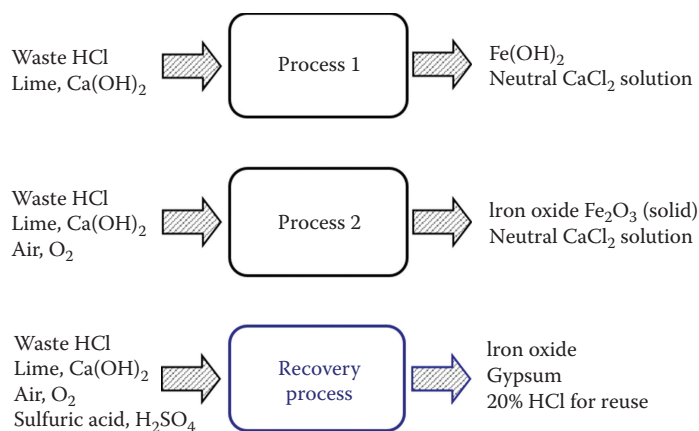 Waste HCl
Lime, Ca(OH)₂
Process 1
Fe(OH)₂
Neutral CaCl₂ solution
Waste HCl
Lime, Ca(OH)₂
Air, O₂
Process 2
Iron oxide Fe₂O₃ (solid)
Neutral CaCl₂ solution
Waste HCl
Lime, Ca(OH)₂
Air, O₂
Sulfuric acid, H₂SO₄
Recovery
process
Iron oxide
Gypsum
20% HCl for reuse